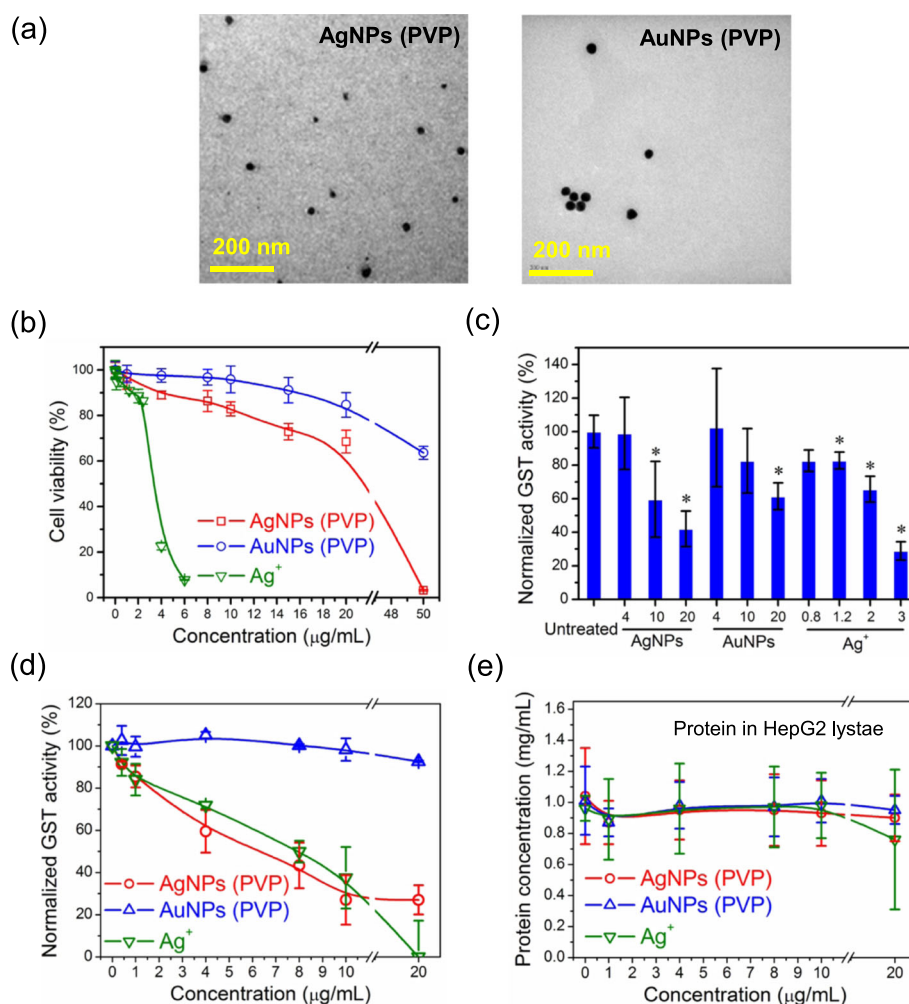 (a)
AgNPs (PVP)
AuNPs (PVP)
200 nm
200 nm
(b)
Cell viability (%)
120
100
80
60
40
20
0
AgNPs (PVP)
AuNPs (PVP)
Ag+
0 2 4 6 8 10 12 14 16 18 20 48 50
Concentration (μg/mL)
(c)
Normalized GST activity (%)
140
120
100
80
60
40
20
0
* * * * * *
4 10 20 4 10 20 0.8 1.2 2 3
Untreated AgNPs AuNPs Ag+
(d)
Normalized GST activity (%)
120
100
80
60
40
20
0
AgNPs (PVP)
AuNPs (PVP)
Ag+
0 1 2 3 4 5 6 7 8 9 10 20
Concentration (μg/mL)
(e)
Protein concentration (mg/mL)
1.6
1.4
1.2
1.0
0.8
0.6
0.4
0.2
0.0
Protein in HepG2 lystae
AgNPs (PVP)
AuNPs (PVP)
Ag+
0 1 2 3 4 5 6 7 8 9 10 20
Concentration (μg/mL)